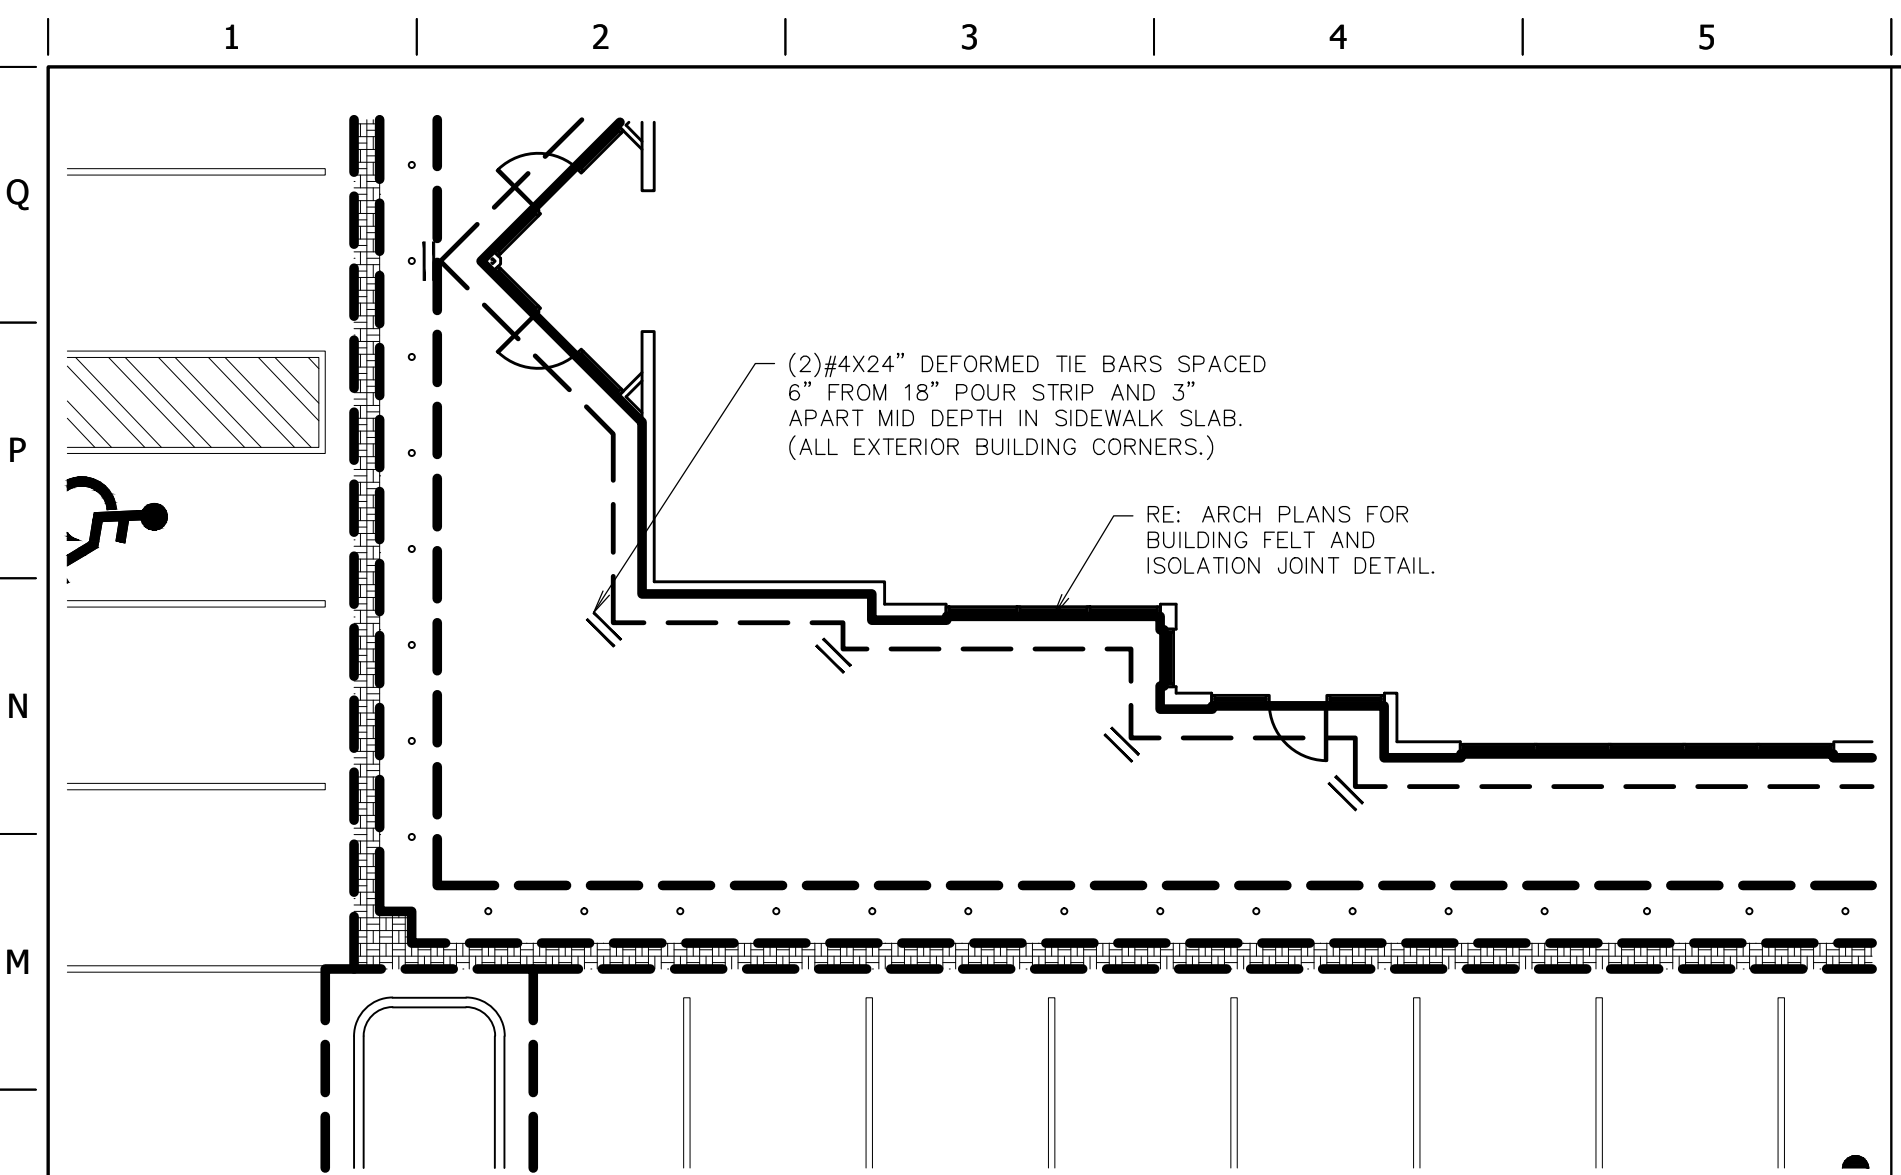 1 2 3 4 5
Q
P
N
M
(2)#4X24” DEFORMED TIE BARS SPACED
6” FROM 18” POUR STRIP AND 3”
APART MID DEPTH IN SIDEWALK SLAB.
(ALL EXTERIOR BUILDING CORNERS.)
RE: ARCH PLANS FOR
BUILDING FELT AND
ISOLATION JOINT DETAIL.